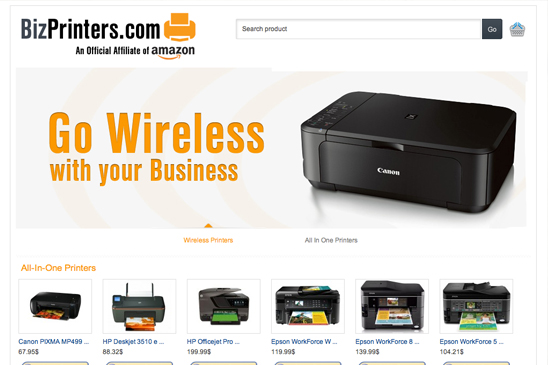 BizPrinters.com
An Official Affiliate of amazon
Search product
Go
Go Wireless
with your Business
Canon
Wireless Printers
All In One Printers
All-In-One Printers
Canon PIXMA MP499 ...
HP Deskjet 3510 e ...
HP Officejet Pro ...
Epson WorkForce W ...
Epson WorkForce 8 ...
Epson WorkForce 5 ...
67.95$
88.32$
199.99$
119.99$
139.99$
104.21$